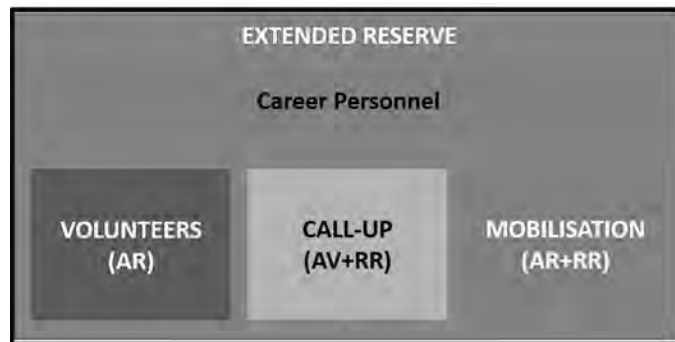 EXTENDED RESERVE
Career Personnel
VOLUNTEERS
(AR)
CALL-UP
(AV+RR)
MOBILISATION
(AR+RR)